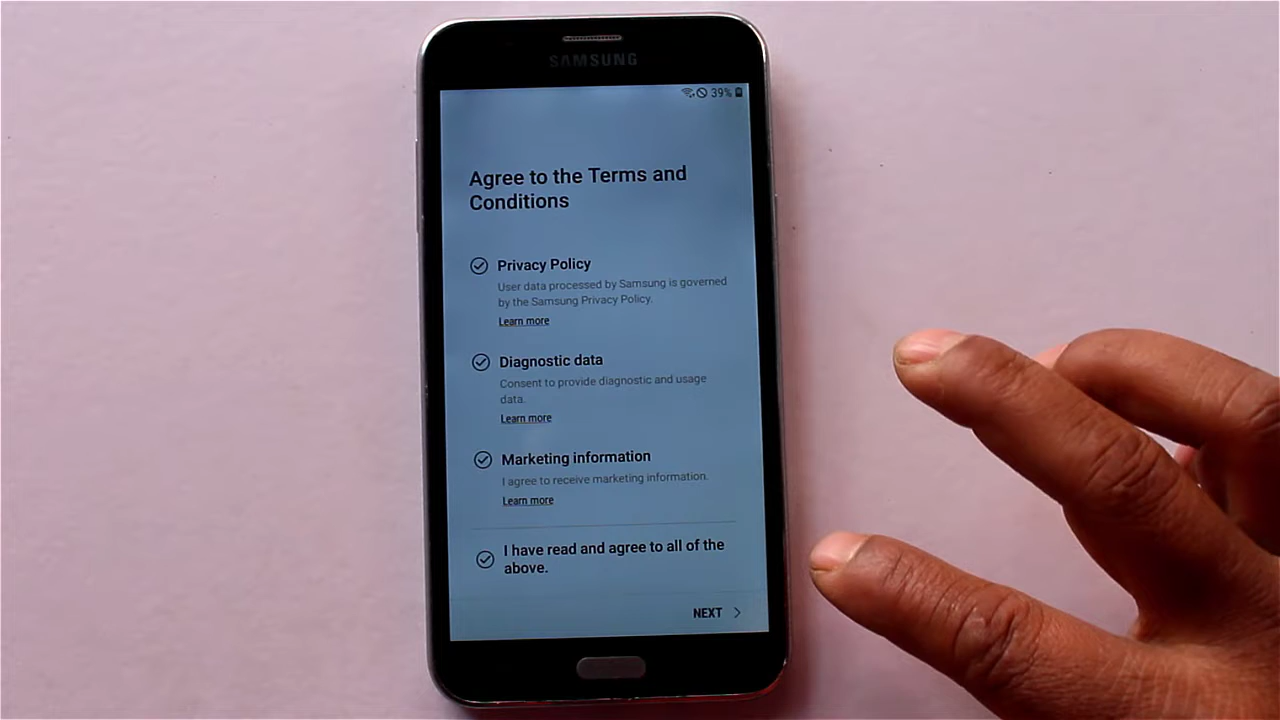 SAMSUNG
39%
Agree to the Terms and
Conditions
Privacy Policy
User data processed by Samsung is governed
by the Samsung Privacy Policy.
Learn more
Diagnostic data
Consent to provide diagnostic and usage
data.
Learn more
Marketing information
I agree to receive marketing information.
Learn more
I have read and agree to all of the
above.
NEXT